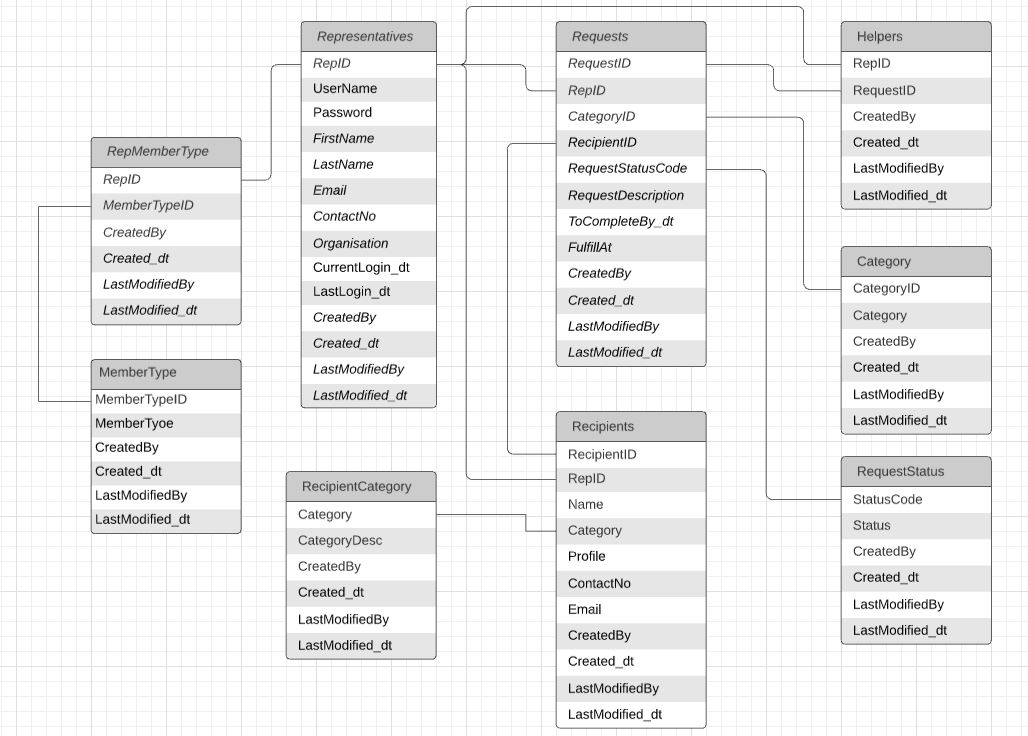 Representatives
RepID
UserName
Password
FirstName
LastName
Email
ContactNo
Organisation
CurrentLogin_dt
LastLogin_dt
CreatedBy
Created_dt
LastModifiedBy
LastModified_dt
Requests
RequestID
RepID
CategoryID
RecipientID
RequestStatusCode
RequestDescription
ToCompleteBy_dt
FulfillAt
CreatedBy
Created_dt
LastModifiedBy
LastModified_dt
Helpers
RepID
RequestID
CreatedBy
Created_dt
LastModifiedBy
LastModified_dt
RepMemberType
RepID
MemberTypeID
CreatedBy
Created_dt
LastModifiedBy
LastModified_dt
Category
CategoryID
Category
CreatedBy
Created_dt
LastModifiedBy
LastModified_dt
MemberType
MemberTypeID
MemberTyoe
CreatedBy
Created_dt
LastModifiedBy
LastModified_dt
Recipients
RecipientID
RepID
Name
Category
Profile
ContactNo
Email
CreatedBy
Created_dt
LastModifiedBy
LastModified_dt
RecipientCategory
Category
CategoryDesc
CreatedBy
Created_dt
LastModifiedBy
LastModified_dt
RequestStatus
StatusCode
Status
CreatedBy
Created_dt
LastModifiedBy
LastModified_dt